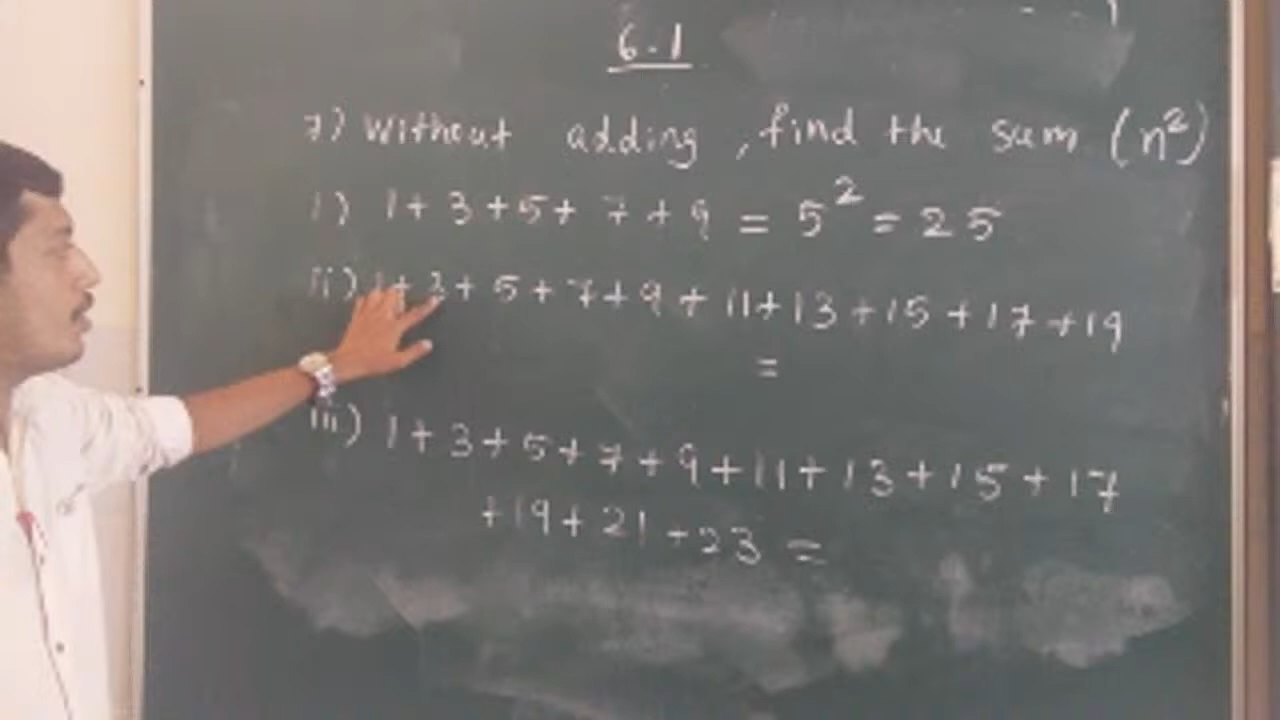 6.1
7) Without adding, find the sum (n²)
i) 1+3+5+7+9 = 5² = 25
ii) 1+3+5+7+9+11+13+15+17+19
=
iii) 1+3+5+7+9+11+13+15+17
+19+21+23 =